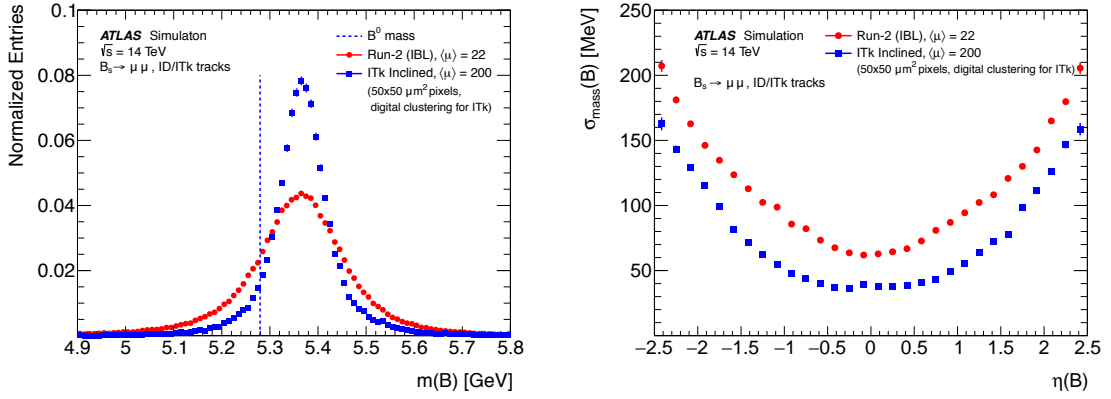 Normalized Entries
0.1
0.08
0.06
0.04
0.02
0
ATLAS Simulaton
√s = 14 TeV
Bs→ μ μ , ID/ITk tracks
B⁰ mass
Run-2 (IBL), ⟨μ⟩ = 22
ITk Inclined, ⟨μ⟩ = 200
(50x50 μm² pixels,
digital clustering for ITk)
4.9 5 5.1 5.2 5.3 5.4 5.5 5.6 5.7 5.8
m(B) [GeV]
σmass(B) [MeV]
250
200
150
100
50
ATLAS Simulation
√s = 14 TeV
Bs→ μ μ , ID/ITk tracks
Run-2 (IBL), ⟨μ⟩ = 22
ITk Inclined, ⟨μ⟩ = 200
(50x50 μm² pixels, digital clustering for ITk)
−2.5 −2 −1.5 −1 −0.5 0 0.5 1 1.5 2 2.5
η(B)